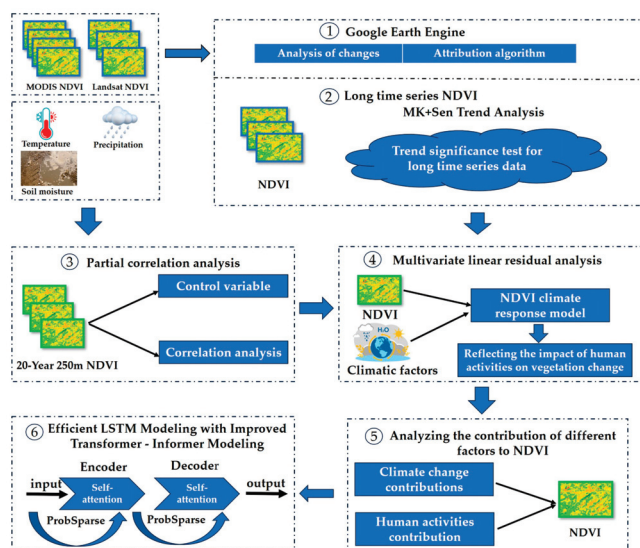 MODIS NDVI
Landsat NDVI
① Google Earth Engine
Analysis of changes
Attribution algorithm
② Long time series NDVI
MK+Sen Trend Analysis
NDVI
Trend significance test for
long time series data
Temperature
Precipitation
Soil moisture
③ Partial correlation analysis
Control variable
Correlation analysis
20-Year 250m NDVI
④ Multivariate linear residual analysis
NDVI
H₂O
Climatic factors
NDVI climate
response model
Reflecting the impact of human
activities on vegetation change
⑥ Efficient LSTM Modeling with Improved
Transformer - Informer Modeling
Encoder
Decoder
input
Self-
attention
Self-
attention
output
ProbSparse
ProbSparse
⑤ Analyzing the contribution of different
factors to NDVI
Climate change
contributions
Human activities
contribution
NDVI